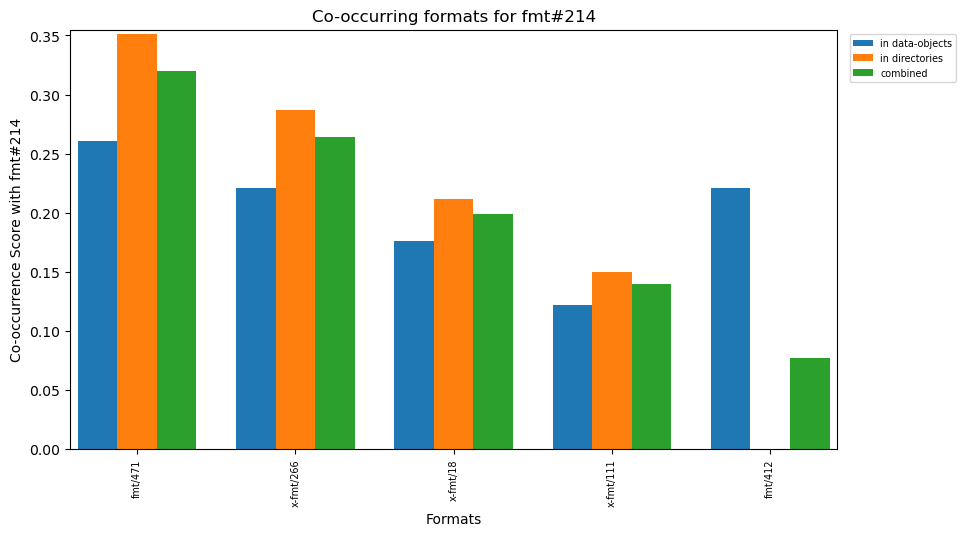 Co-occurring formats for fmt#214
in data-objects
in directories
combined
Co-occurrence Score with fmt#214
0.35
0.30
0.25
0.20
0.15
0.10
0.05
0.00
fmt/471
x-fmt/266
x-fmt/18
x-fmt/111
fmt/412
Formats